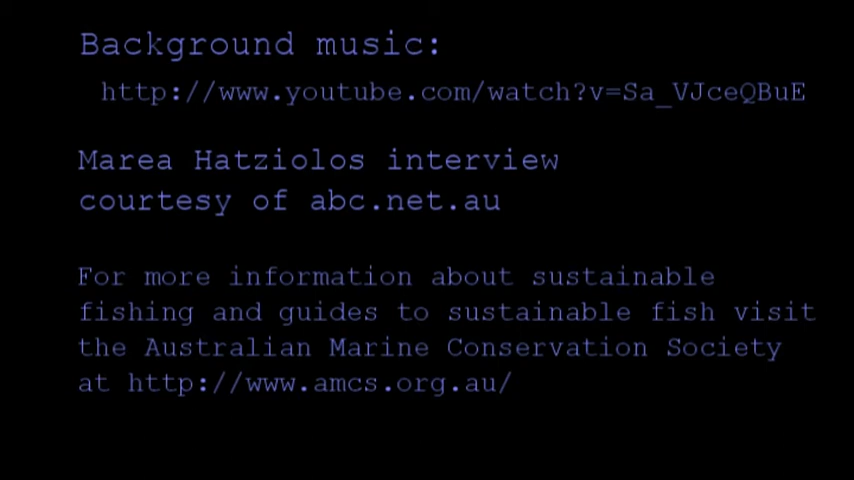 Background music:
http://www.youtube.com/watch?v=Sa_VJceQBuE
Marea Hatziolos interview
courtesy of abc.net.au
For more information about sustainable
fishing and guides to sustainable fish visit
the Australian Marine Conservation Society
at http://www.amcs.org.au/